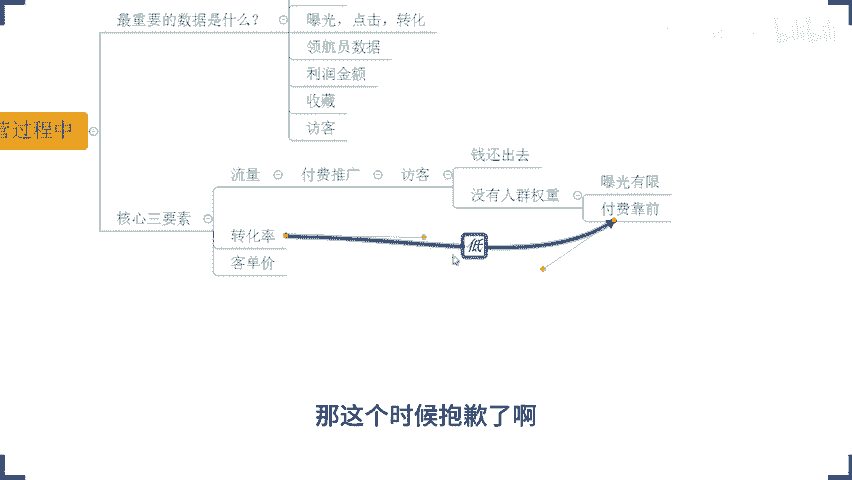 最重要的数据是什么？
曝光，点击，转化
领航员数据
利润金额
收藏
访客
营过程中
核心三要素
流量
付费推广
访客
钱还出去
没有人群权重
曝光有限
付费靠前
转化率
低
客单价
那这个时候抱歉了啊